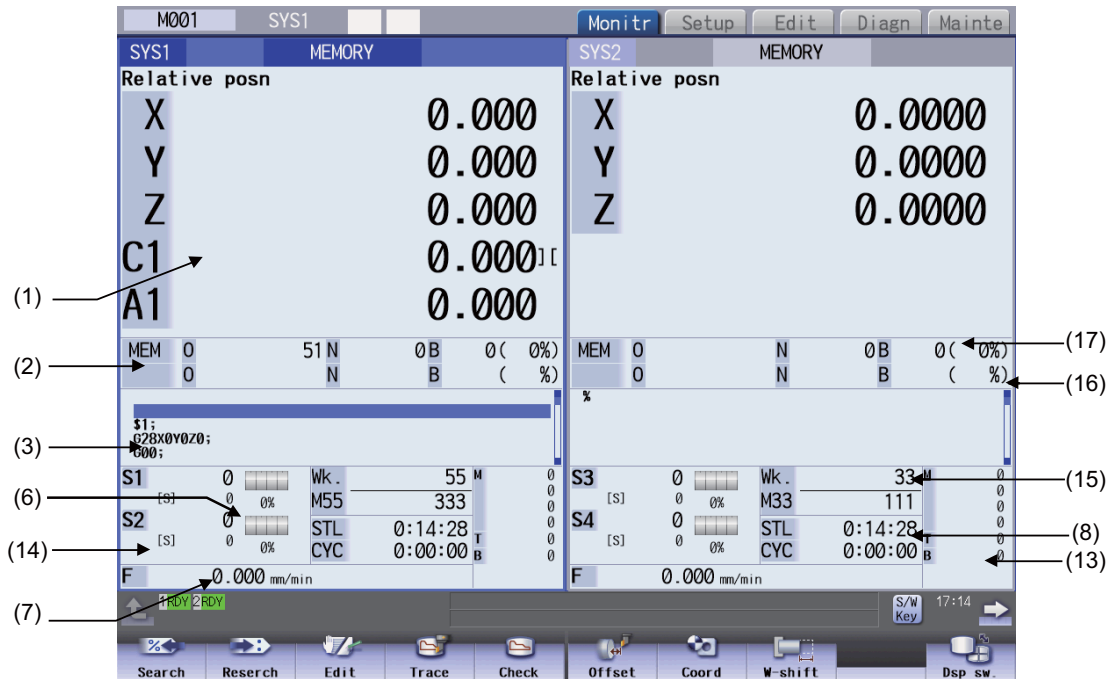 M001 SYS1 Monitr Setup Edit Diagn Mainte
SYS1 MEMORY
Relative posn
X 0.000
Y 0.000
Z 0.000
C1 0.000][
A1 0.000
MEM O 51 N 0 B 0( 0%)
O N B ( %)
$1;
G28X0Y0Z0;
G00;
S1 0
[S] 0 0%
S2 0
[S] 0 0%
Wk. 55
M55 333
STL 0:14:28
CYC 0:00:00
M 0
0
0
0
T 0
B 0
F 0.000 mm/min
SYS2 MEMORY
Relative posn
X 0.0000
Y 0.0000
Z 0.0000
MEM O N 0 B 0( 0%)
O N B ( %)
%
S3 0
[S] 0 0%
S4 0
[S] 0 0%
Wk. 33
M33 111
STL 0:14:28
CYC 0:00:00
M 0
0
0
0
T 0
B 0
F 0.000 mm/min
1RDY 2RDY S/W Key 17:14
Search Reserch Edit Trace Check Offset Coord W-shift Dsp sw.
(1)
(2)
(3)
(6)
(14)
(7)
(17)
(16)
(15)
(8)
(13)